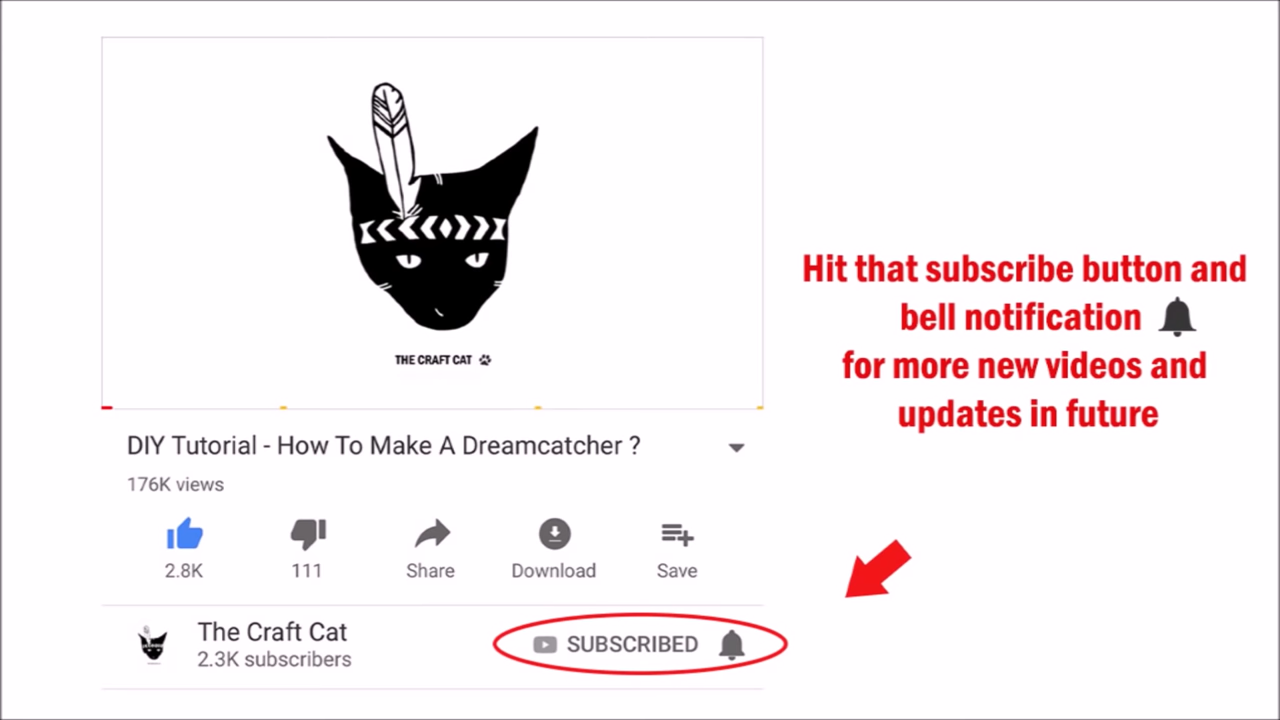 THE CRAFT CAT
DIY Tutorial - How To Make A Dreamcatcher ?
176K views
2.8K
111
Share
Download
Save
The Craft Cat
2.3K subscribers
SUBSCRIBED
Hit that subscribe button and
bell notification
for more new videos and
updates in future